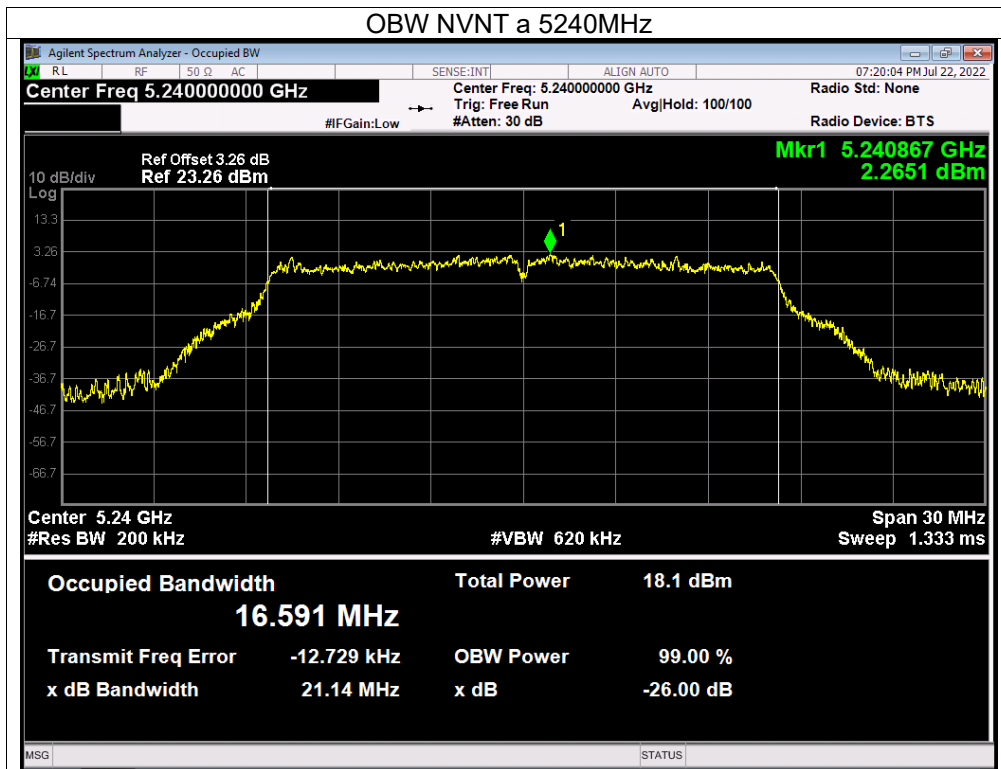 OBW NVNT a 5240MHz
Agilent Spectrum Analyzer - Occupied BW
LXI RL RF 50 Ω AC SENSE:INT ALIGN AUTO 07:20:04 PM Jul 22, 2022
Center Freq 5.240000000 GHz Center Freq: 5.240000000 GHz Radio Std: None
Trig: Free Run Avg|Hold: 100/100
#IFGain:Low #Atten: 30 dB Radio Device: BTS
Mkr1 5.240867 GHz
2.2651 dBm
Ref Offset 3.26 dB
10 dB/div Ref 23.26 dBm
Log
13.3
1
3.26
-6.74
-16.7
-26.7
-36.7
-46.7
-56.7
-66.7
Center 5.24 GHz Span 30 MHz
#Res BW 200 kHz #VBW 620 kHz Sweep 1.333 ms
Occupied Bandwidth Total Power 18.1 dBm
16.591 MHz
Transmit Freq Error -12.729 kHz OBW Power 99.00 %
x dB Bandwidth 21.14 MHz x dB -26.00 dB
MSG STATUS